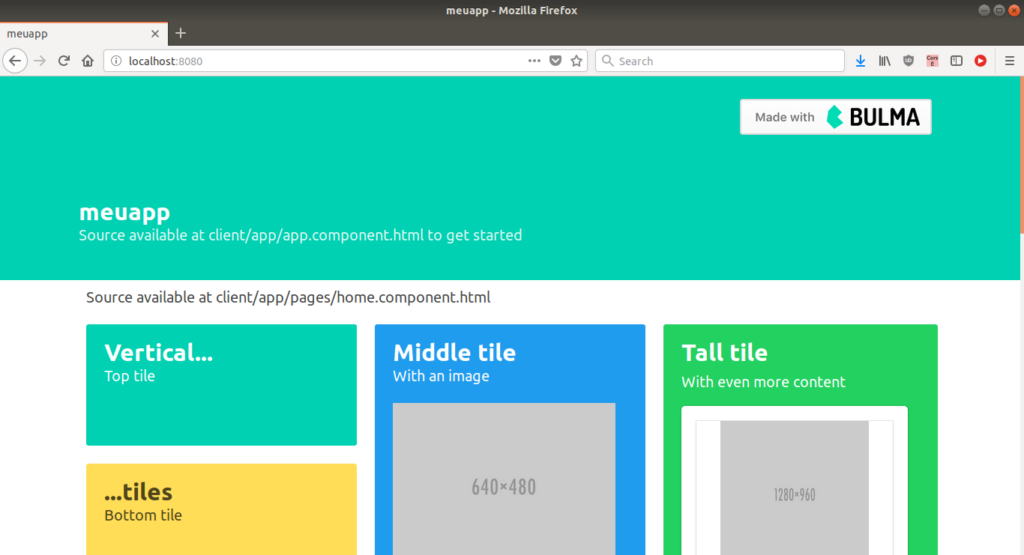 meuapp - Mozilla Firefox
meuapp
localhost:8080
Search
Made with BULMA
meuapp
Source available at client/app/app.component.html to get started
Source available at client/app/pages/home.component.html
Vertical...
Top tile
Middle tile
With an image
640×480
Tall tile
With even more content
1280×960
...tiles
Bottom tile